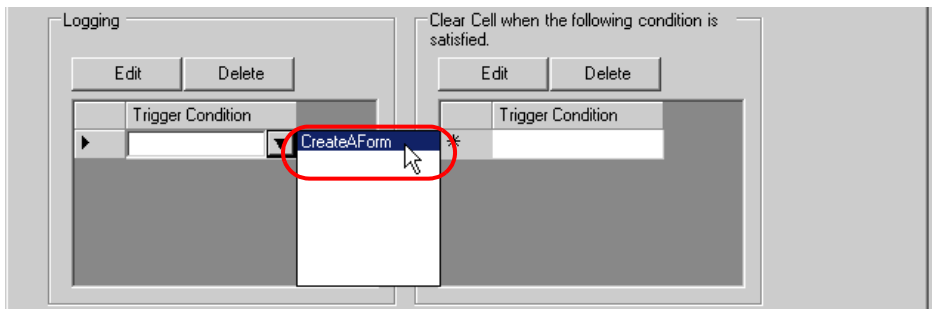 Logging
Edit Delete
Trigger Condition
CreateAForm
Clear Cell when the following condition is
satisfied.
Edit Delete
Trigger Condition
*